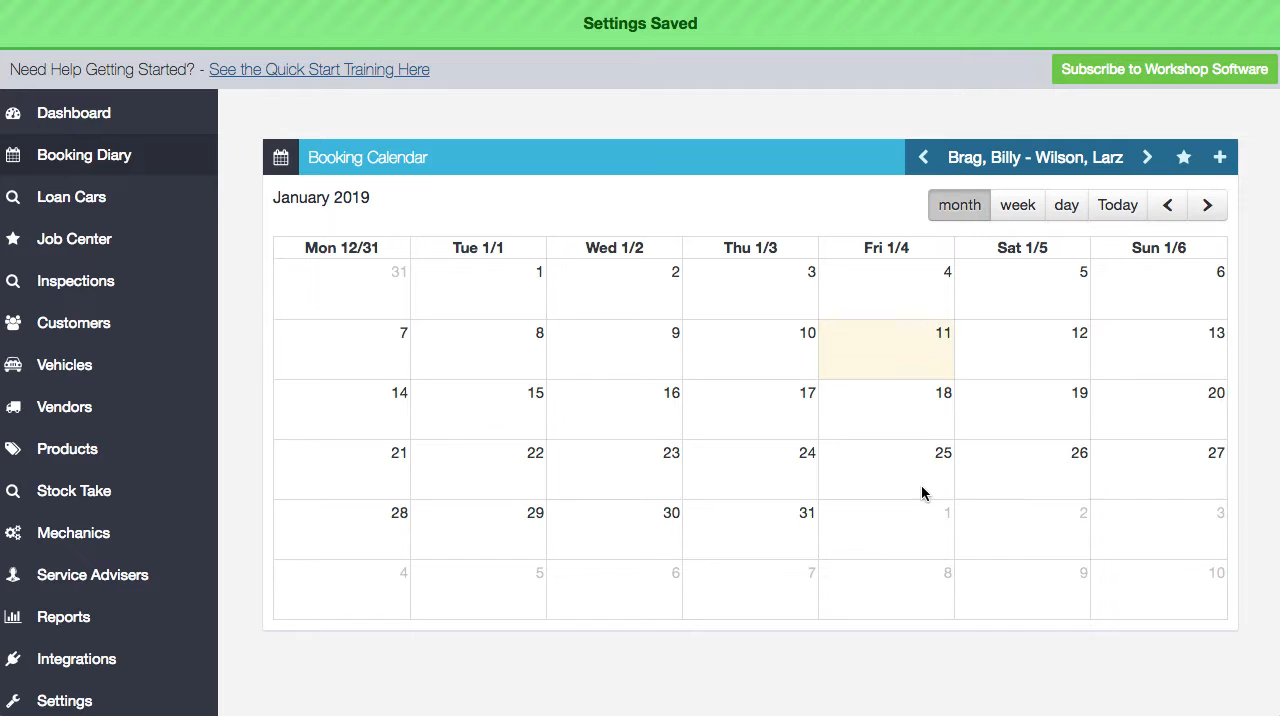 Settings Saved
Need Help Getting Started? - See the Quick Start Training Here
Subscribe to Workshop Software
Dashboard
Booking Diary
Loan Cars
Job Center
Inspections
Customers
Vehicles
Vendors
Products
Stock Take
Mechanics
Service Advisers
Reports
Integrations
Settings
Booking Calendar
Brag, Billy - Wilson, Larz
January 2019
month week day Today
Mon 12/31 Tue 1/1 Wed 1/2 Thu 1/3 Fri 1/4 Sat 1/5 Sun 1/6
31 1 2 3 4 5 6
7 8 9 10 11 12 13
14 15 16 17 18 19 20
21 22 23 24 25 26 27
28 29 30 31 1 2 3
4 5 6 7 8 9 10